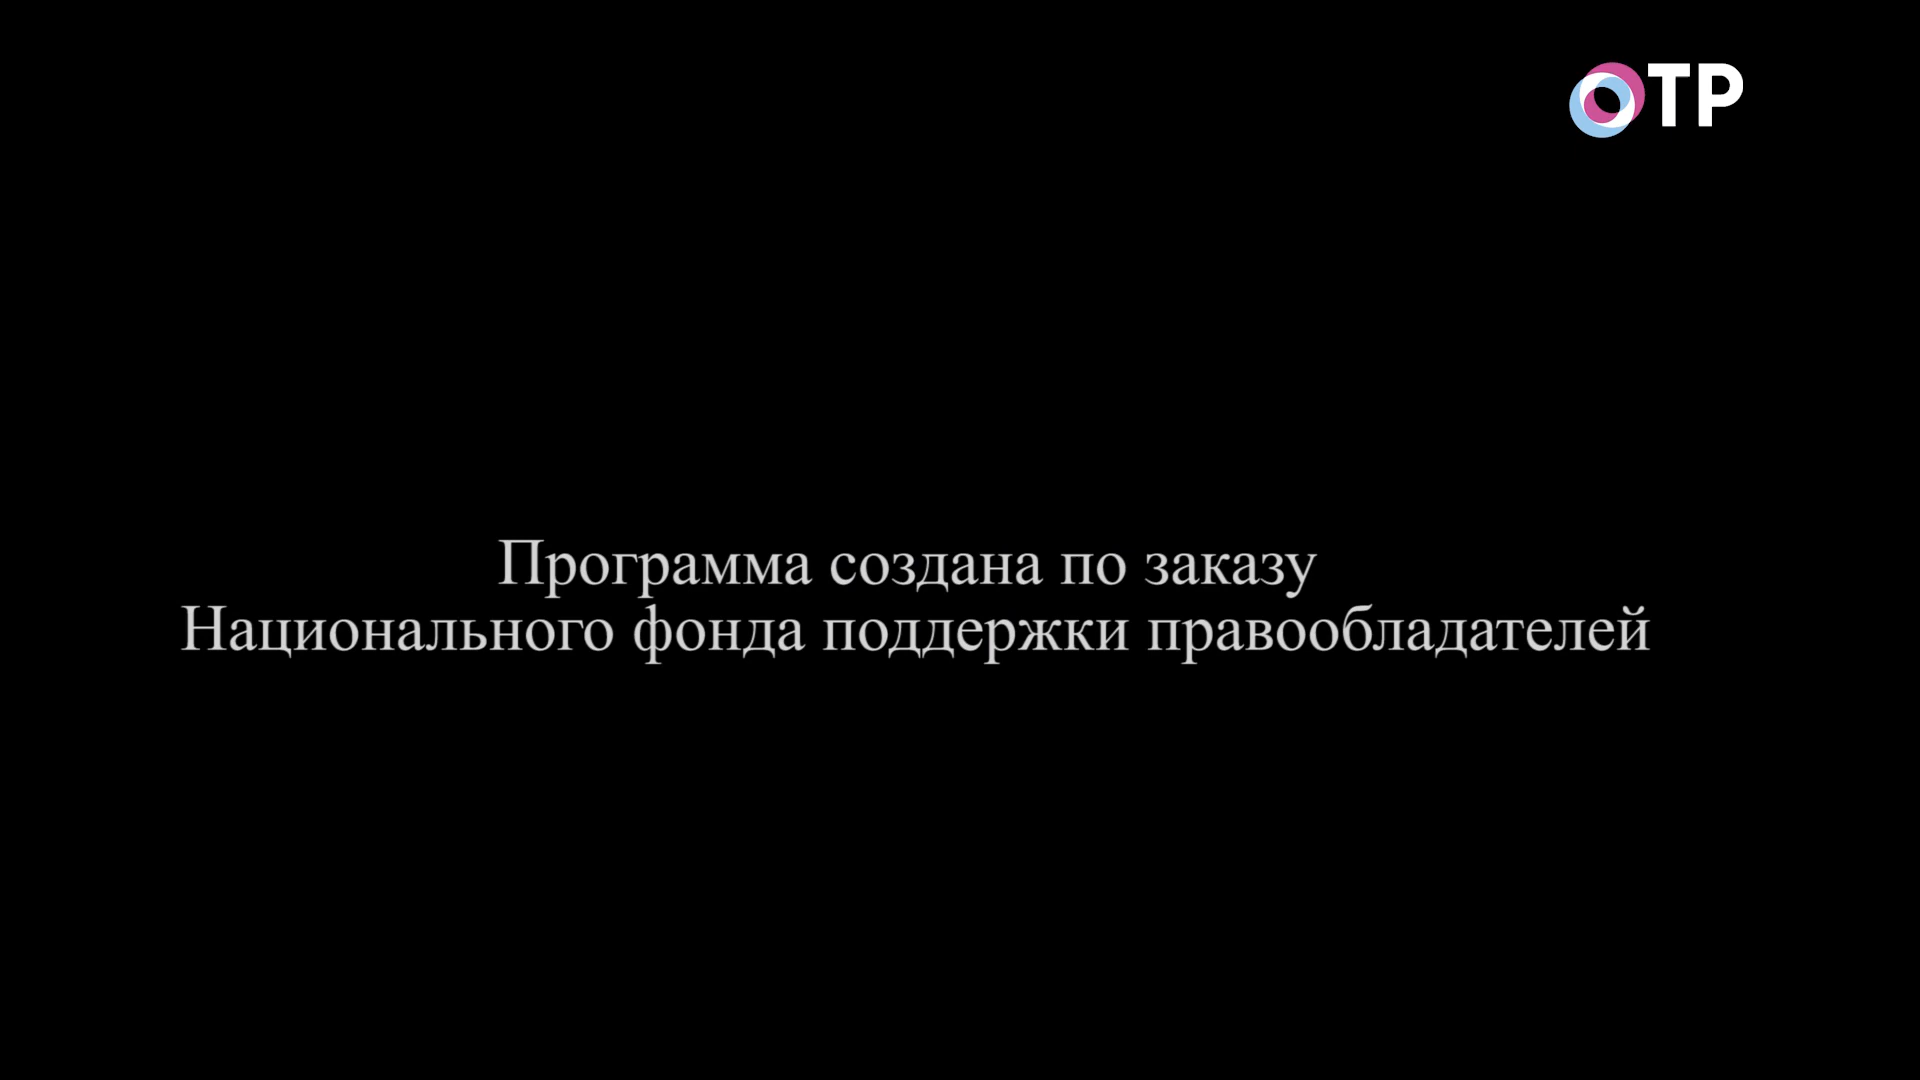 ОТР
Программа создана по заказу
Национального фонда поддержки правообладателей